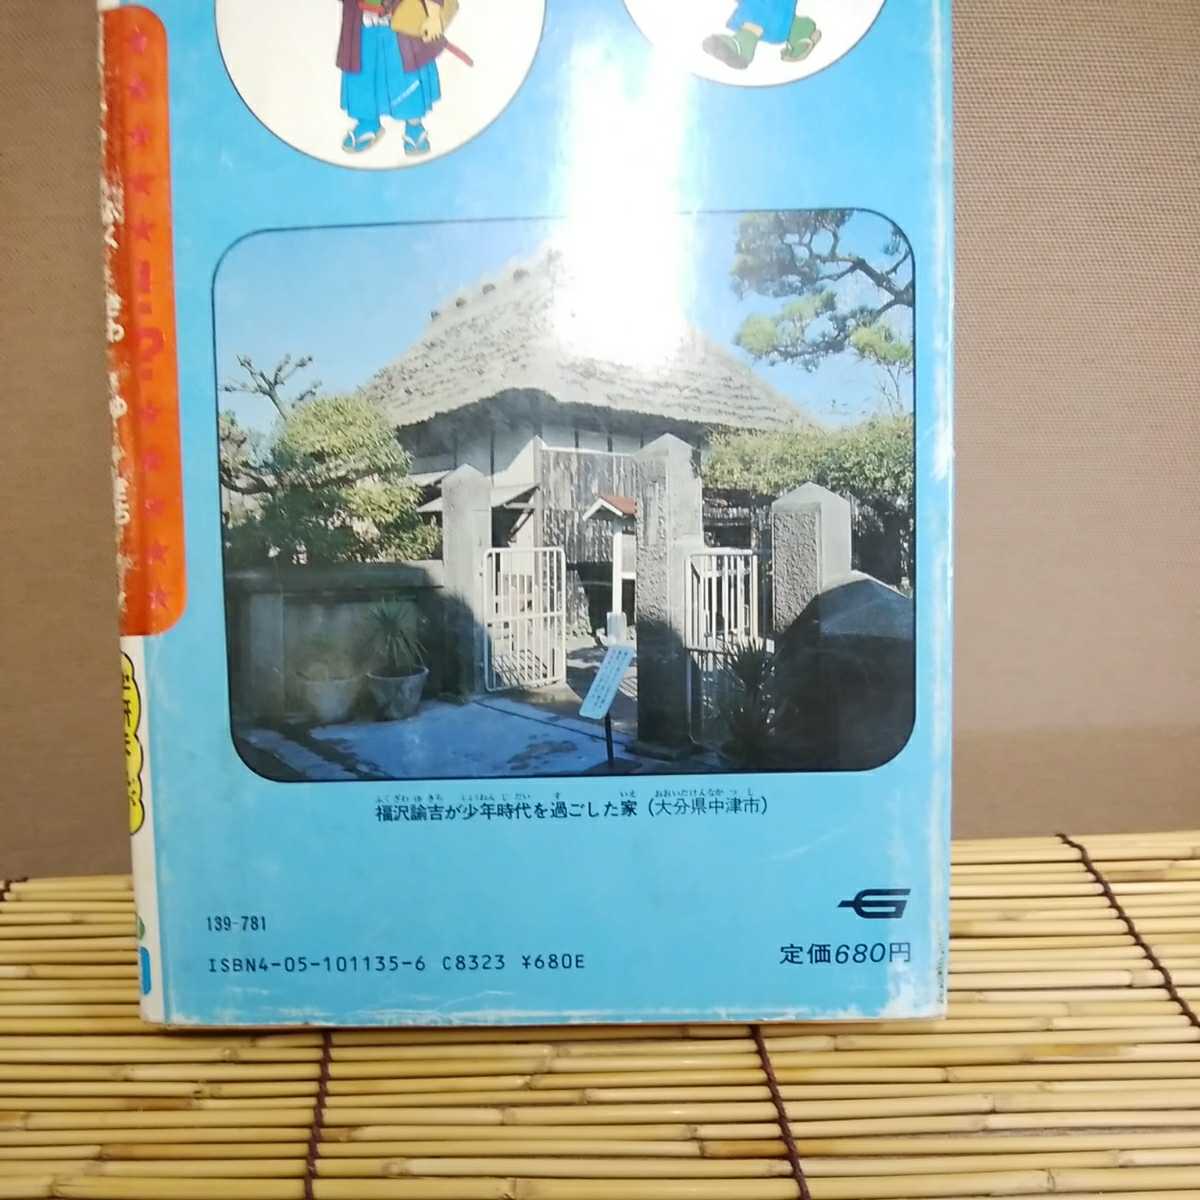 !?
福沢諭吉が少年時代を過ごした家（大分県中津市）
139-781
ISBN4-05-101135-6 C8323 ¥680E
G
定価680円